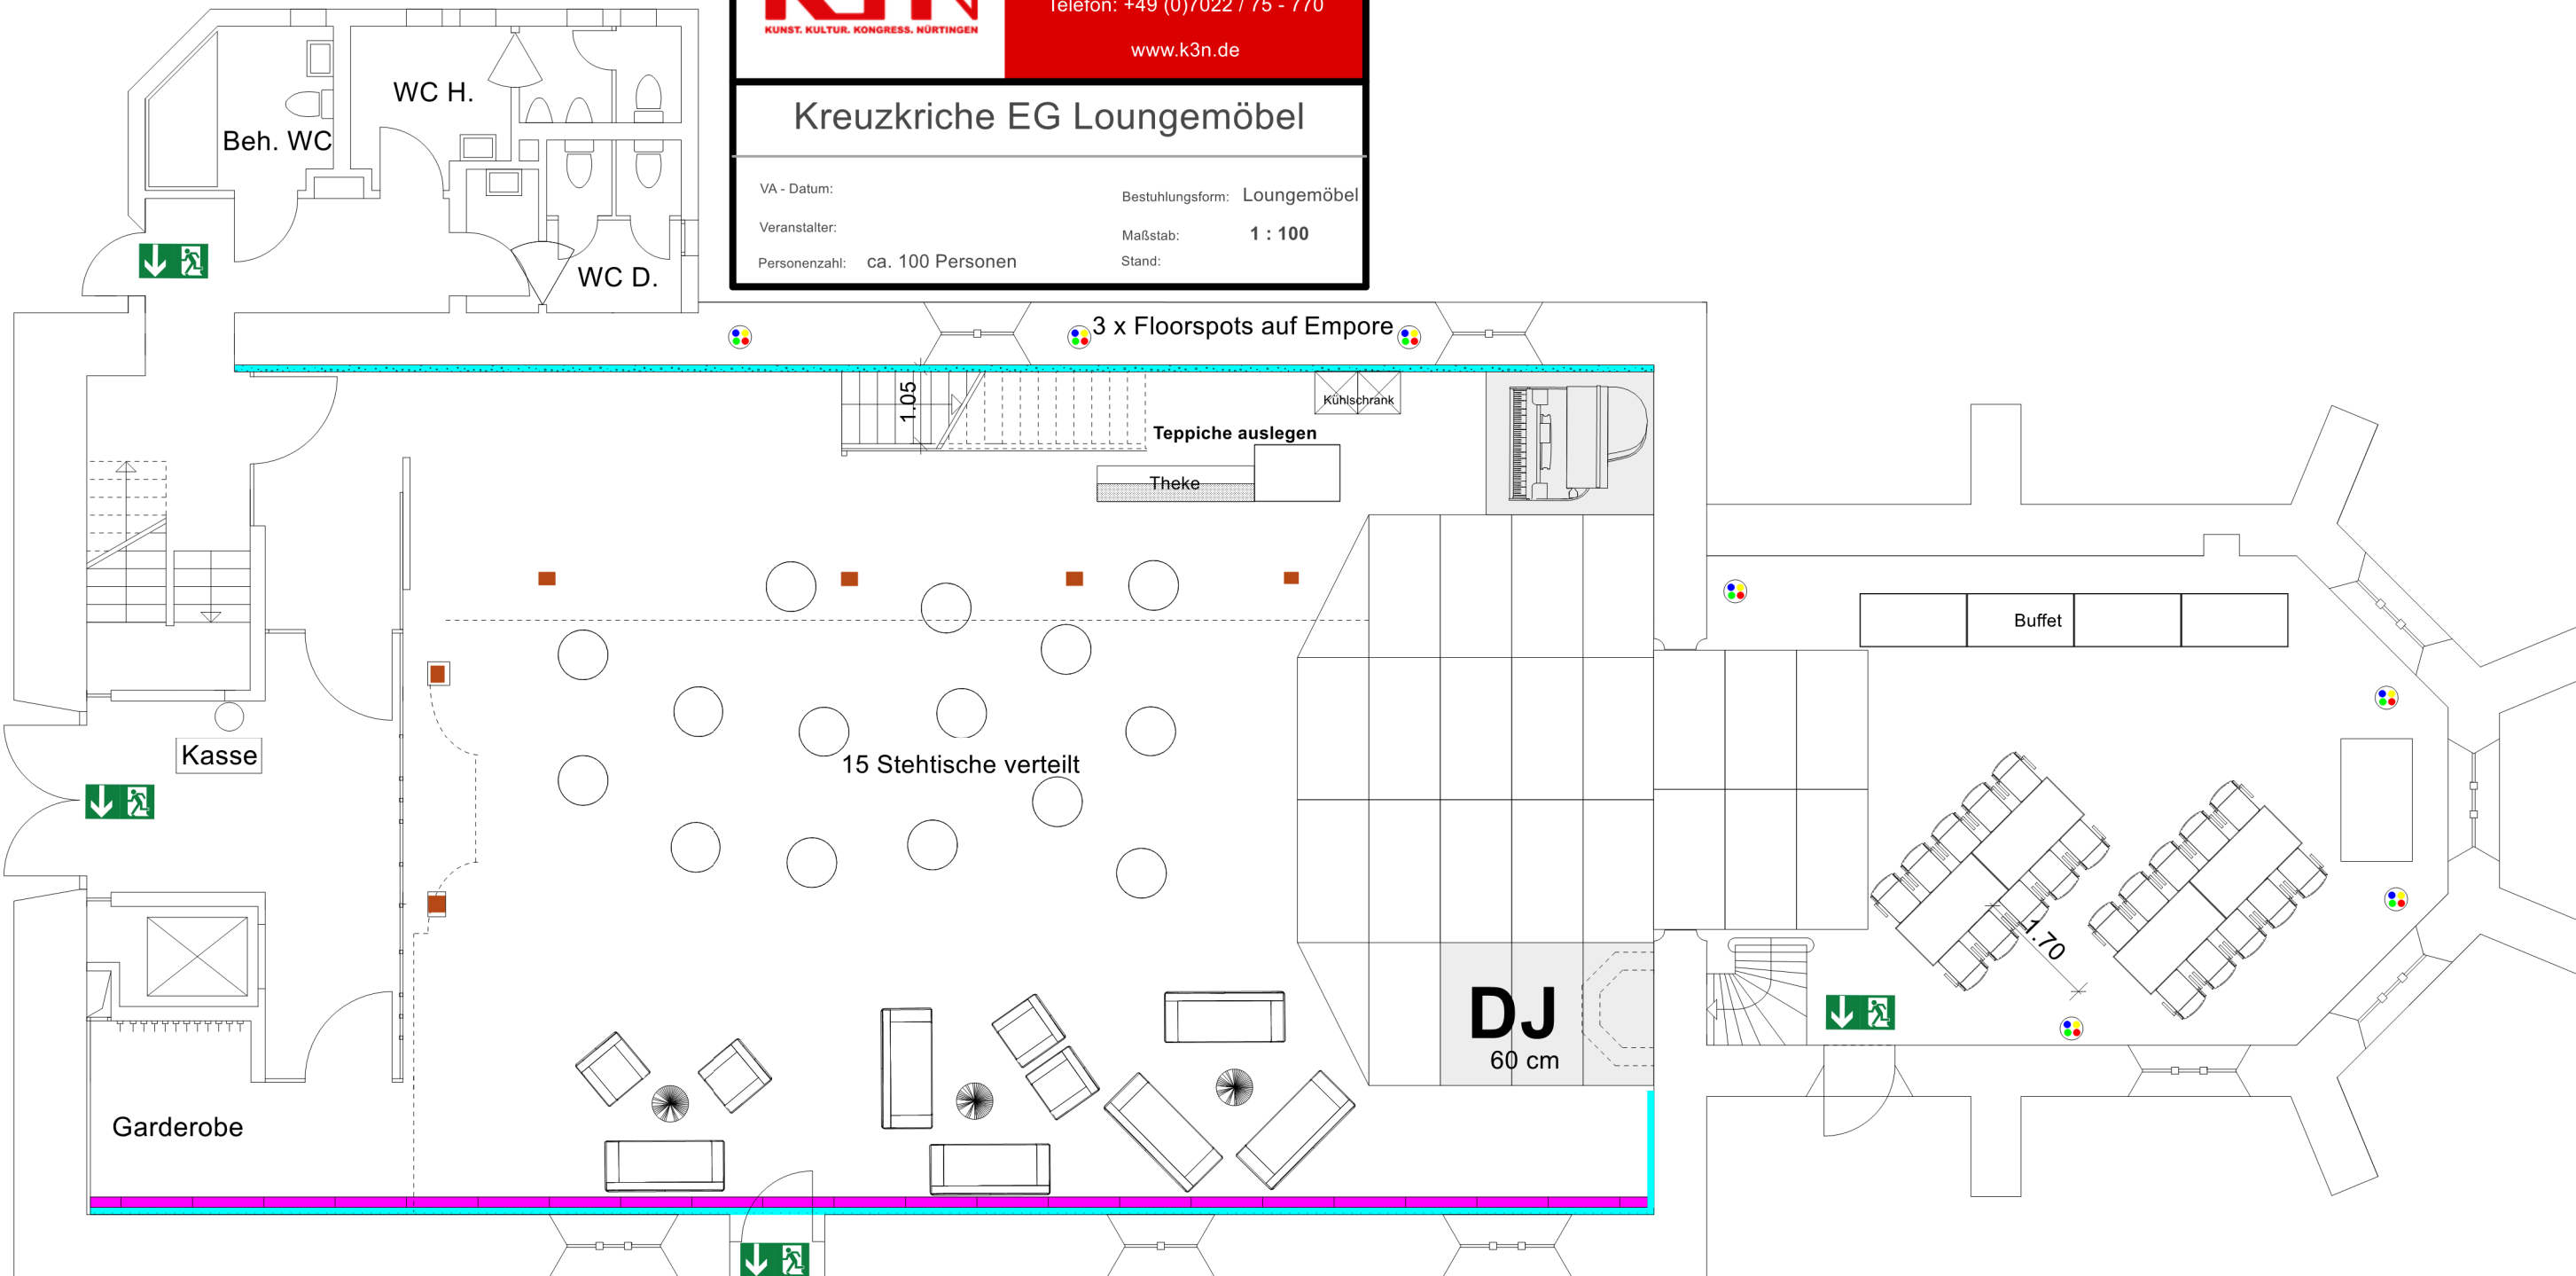 K3N
KUNST. KULTUR. KONGRESS. NÜRTINGEN
Telefon: +49 (0)7022 / 75 - 770
www.k3n.de
Kreuzkriche EG Loungemöbel
VA - Datum:
Bestuhlungsform: Loungemöbel
Veranstalter:
Maßstab: 1 : 100
Personenzahl: ca. 100 Personen
Stand:
WC H.
Beh. WC
WC D.
3 x Floorspots auf Empore
1.05
Kühlschrank
Teppiche auslegen
Theke
Buffet
Kasse
15 Stehtische verteilt
1.70
DJ
60 cm
Garderobe